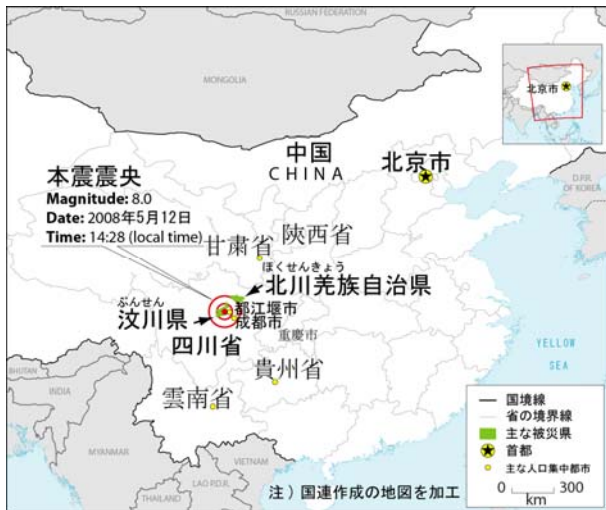 RUSSIAN FEDERATION
MONGOLIA
北京市
中国
CHINA
北京市
D.P.R.
OF KOREA
本震震央
Magnitude: 8.0
Date: 2008年5月12日
Time: 14:28 (local time)
甘粛省
陝西省
ほくせんきょう
北川羌族自治県
ぶんせん
汶川県
都江堰市
成都市
四川省
重慶市
貴州省
雲南省
YELLOW
SEA
BHUTAN
INDIA
MYANMAR
VIETNAM
LAO P.D.R.
THAILAND
国境線
省の境界線
主な被災県
首都
主な人口集中都市
0 300
km
注）国連作成の地図を加工